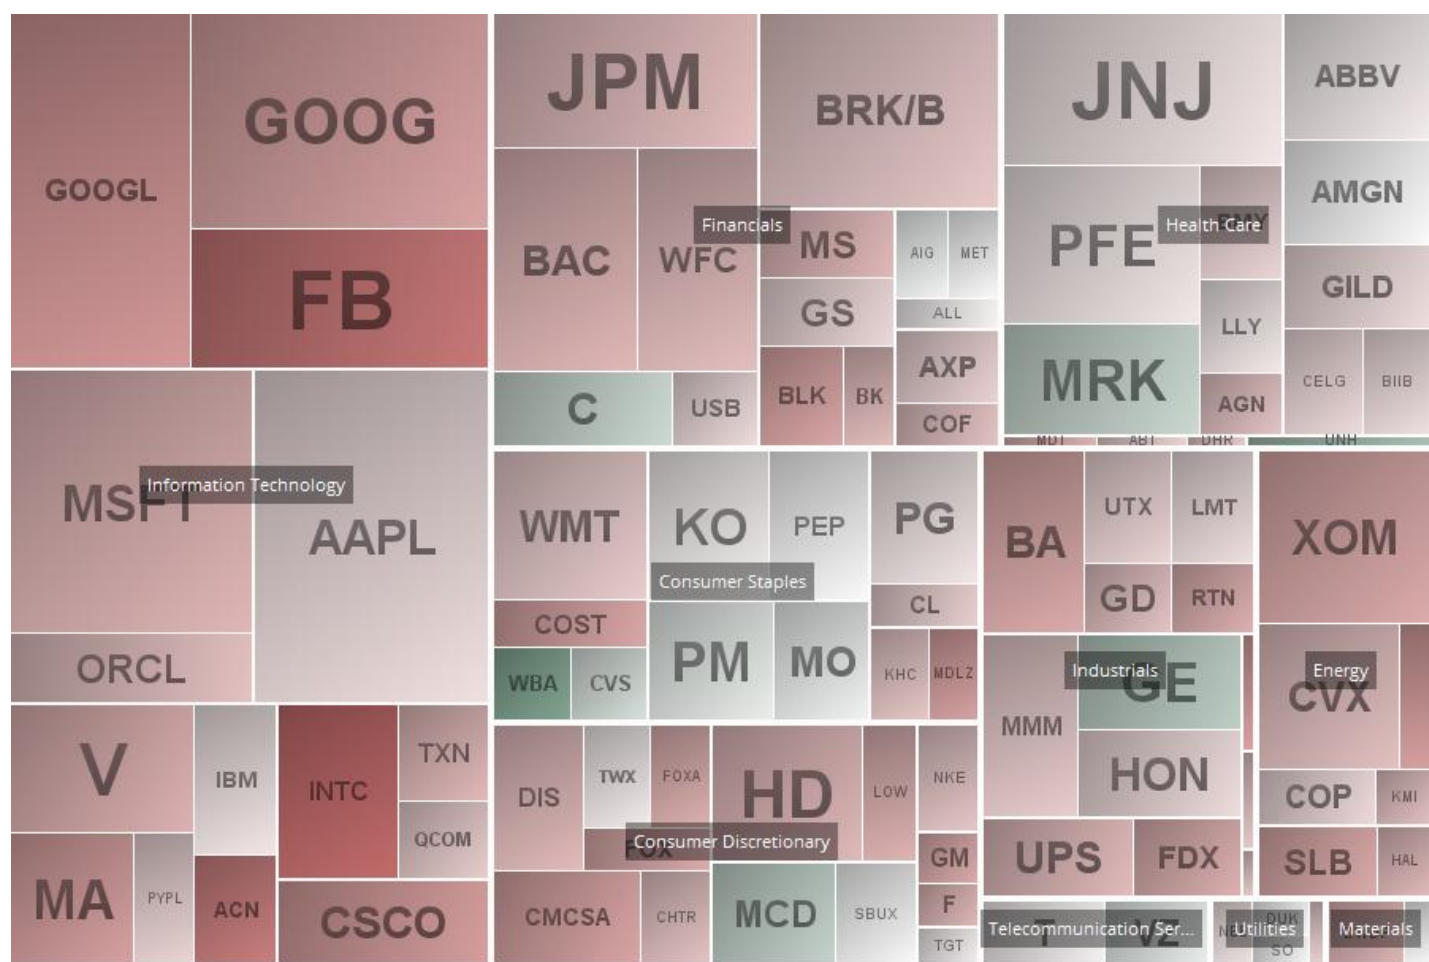 GOOGL
GOOG
FB
MSFT
Information Technology
AAPL
ORCL
V
IBM
INTC
TXN
QCOM
MA
PYPL
ACN
CSCO
JPM
BRK/B
Financials
BAC
WFC
MS
AIG
MET
GS
ALL
C
USB
BLK
BK
AXP
COF
JNJ
ABBV
AMGN
PFE
Health Care
BMY
GILD
LLY
MRK
AGN
CELG
BIIB
MDT
ABT
DHR
UNH
WMT
KO
PEP
PG
Consumer Staples
COST
CL
WBA
CVS
PM
MO
KHC
MDLZ
DIS
TWX
FOXA
HD
LOW
NKE
Consumer Discretionary
FOX
GM
CMCSA
CHTR
MCD
SBUX
F
TGT
BA
UTX
LMT
GD
RTN
Industrials
GE
MMM
HON
UPS
FDX
XOM
Energy
CVX
COP
KMI
SLB
HAL
Telecommunication Ser...
T
VZ
Utilities
DUK
SO
Materials